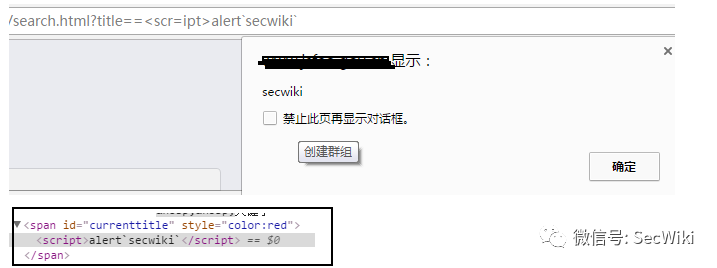 /search.html?title==<scr=ipt>alert`secwiki`
显示：
secwiki
禁止此页再显示对话框。
创建群组
确定
<span id="currenttitle" style="color:red">
<script>alert`secwiki`</script> == $0
</span>
微信号: SecWiki